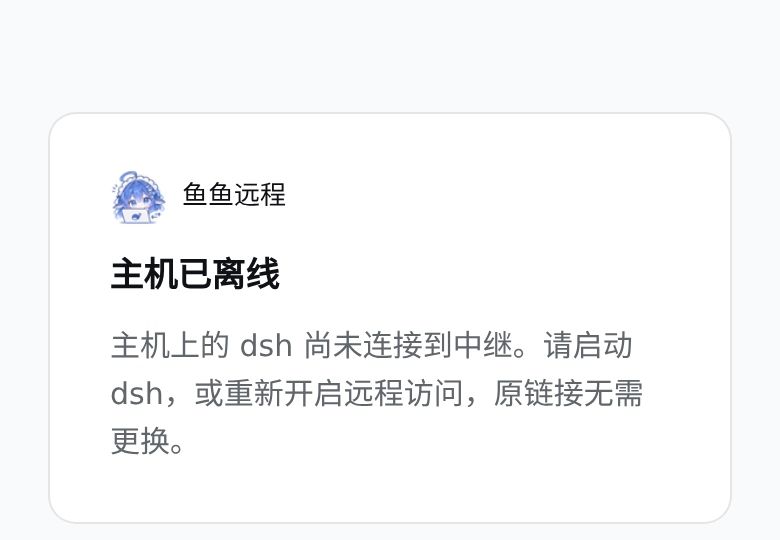 鱼鱼远程
主机已离线
主机上的 dsh 尚未连接到中继。请启动
dsh，或重新开启远程访问，原链接无需
更换。